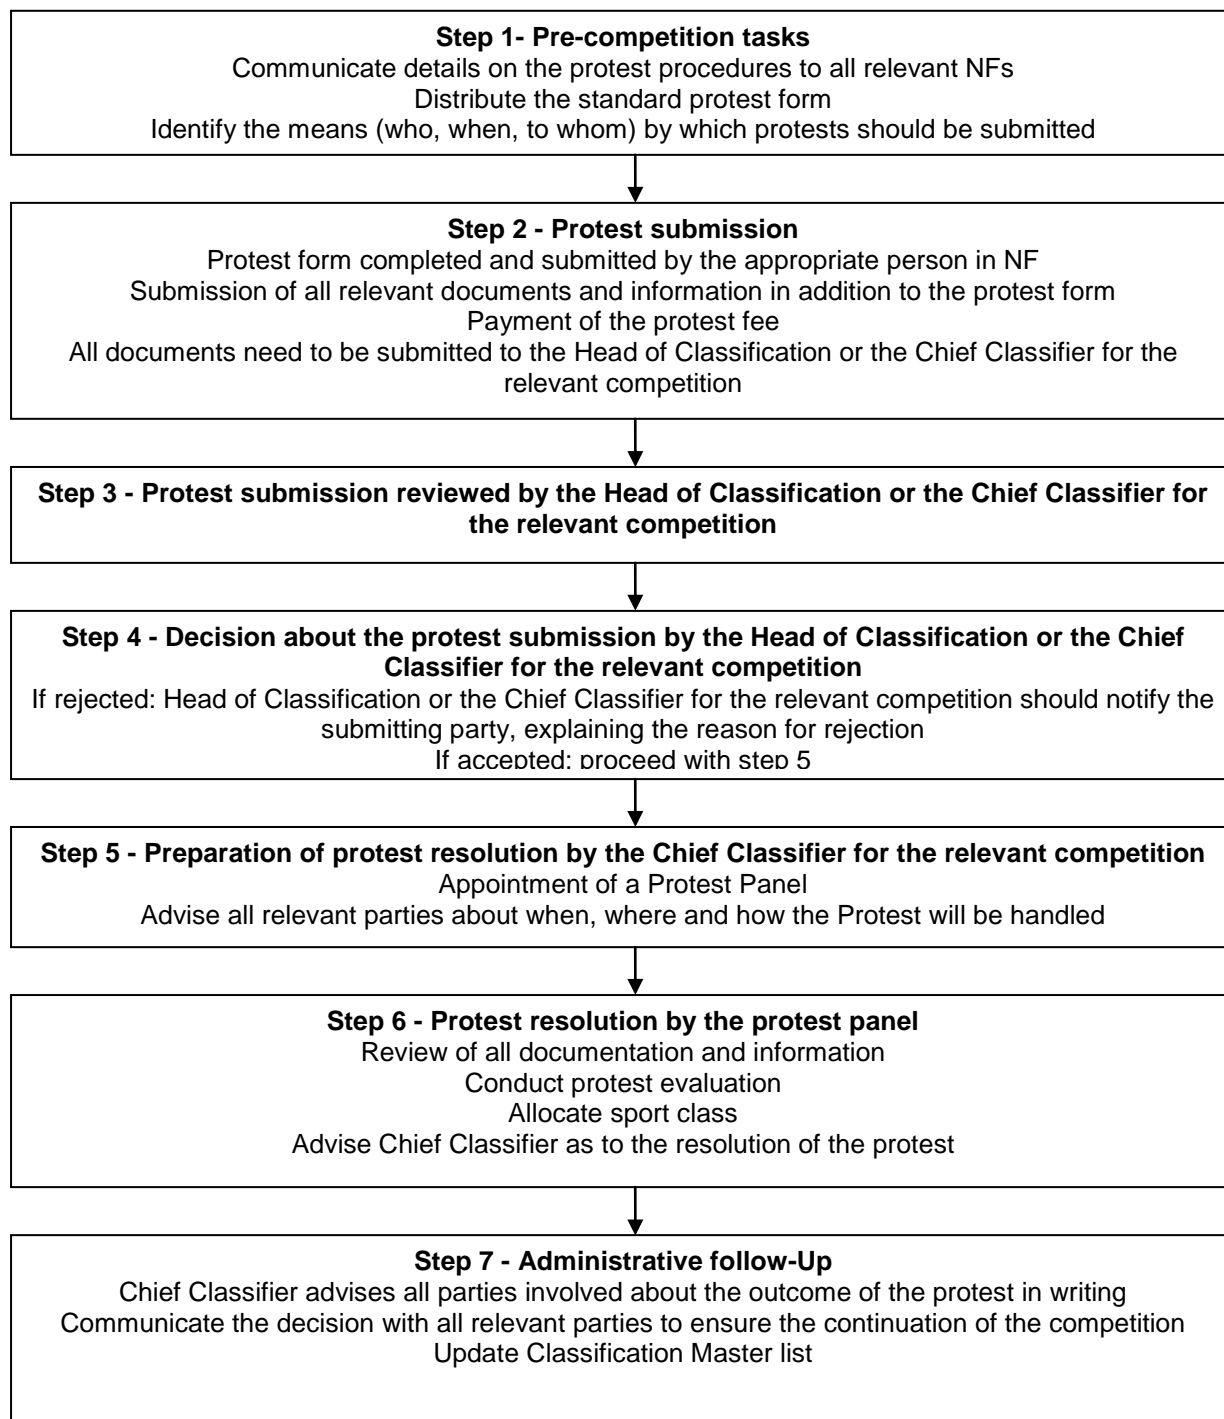 Step 1- Pre-competition tasks
Communicate details on the protest procedures to all relevant NFs
Distribute the standard protest form
Identify the means (who, when, to whom) by which protests should be submitted
Step 2 - Protest submission
Protest form completed and submitted by the appropriate person in NF
Submission of all relevant documents and information in addition to the protest form
Payment of the protest fee
All documents need to be submitted to the Head of Classification or the Chief Classifier for the
relevant competition
Step 3 - Protest submission reviewed by the Head of Classification or the Chief Classifier for
the relevant competition
Step 4 - Decision about the protest submission by the Head of Classification or the Chief
Classifier for the relevant competition
If rejected: Head of Classification or the Chief Classifier for the relevant competition should notify the
submitting party, explaining the reason for rejection
If accepted: proceed with step 5
Step 5 - Preparation of protest resolution by the Chief Classifier for the relevant competition
Appointment of a Protest Panel
Advise all relevant parties about when, where and how the Protest will be handled
Step 6 - Protest resolution by the protest panel
Review of all documentation and information
Conduct protest evaluation
Allocate sport class
Advise Chief Classifier as to the resolution of the protest
Step 7 - Administrative follow-Up
Chief Classifier advises all parties involved about the outcome of the protest in writing
Communicate the decision with all relevant parties to ensure the continuation of the competition
Update Classification Master list